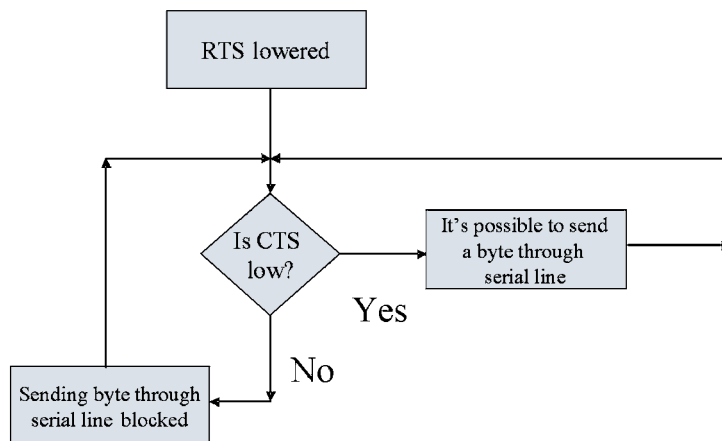 RTS lowered
Is CTS
low?
It's possible to send
a byte through
serial line
Yes
No
Sending byte through
serial line blocked